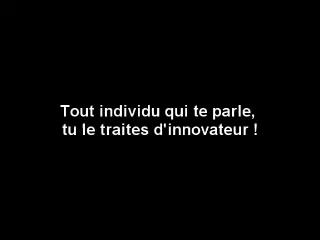 Tout individu qui te parle,
tu le traites d'innovateur !